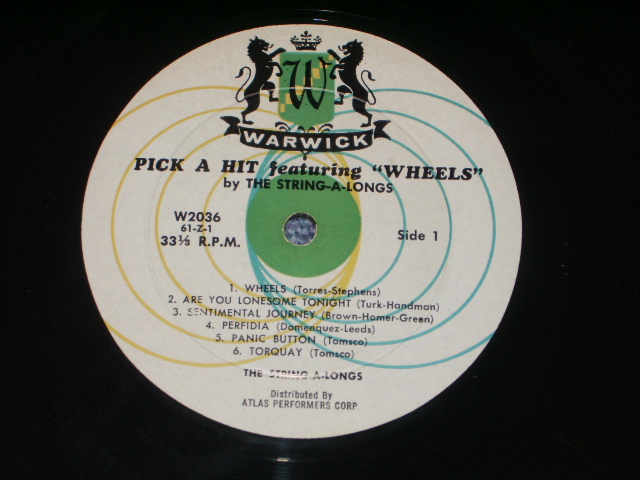 W
WARWICK
PICK A HIT featuring "WHEELS"
by THE STRING-A-LONGS
W2036
61-Z-1
33⅓ R.P.M.
Side 1
1. WHEELS (Torres-Stephens)
2. ARE YOU LONESOME TONIGHT (Turk-Handman)
3. SENTIMENTAL JOURNEY (Brown-Homer-Green)
4. PERFIDIA (Domenquez-Leeds)
5. PANIC BUTTON (Tomsco)
6. TORQUAY (Tomsco)
THE STRING A-LONGS
Distributed By
ATLAS PERFORMERS CORP.